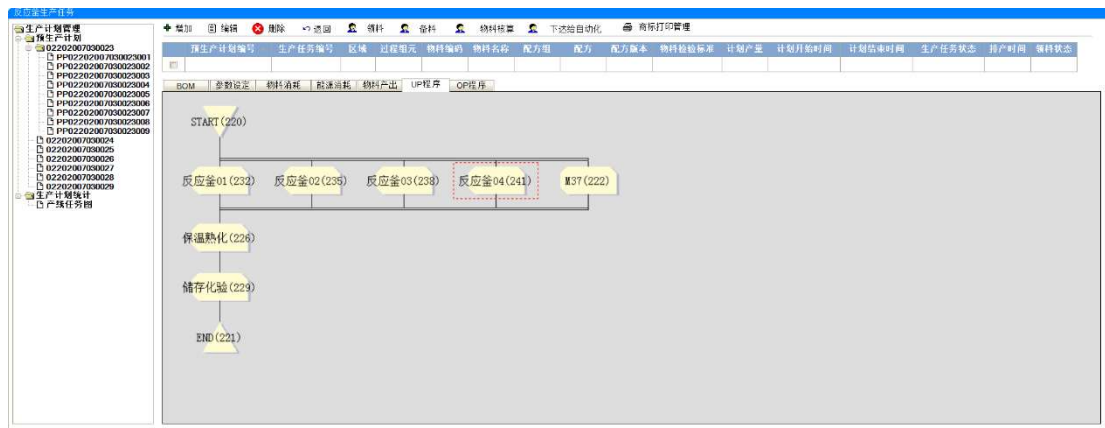 反应釜生产任务
增加 编辑 删除 退回 领料 备料 物料核算 下达给自动化 商标打印管理
生产计划管理
预生产计划
02202007030023
PP022020070300230​01
PP02202007030023002
PP02202007030023003
PP02202007030023004
PP02202007030023005
PP02202007030023006
PP02202007030023007
PP02202007030023008
PP02202007030023009
02202007030024
02202007030025
02202007030026
02202007030027
02202007030028
02202007030029
生产计划统计
产线任务图
预生产计划编号 生产任务编号 区域 过程组元 物料编码 物料名称 配方组 配方 配方版本 物料检验标准 计划产量 计划开始时间 计划结束时间 生产任务状态 排产时间 领料状态
BOM 参数设定 物料消耗 能源消耗 物料产出 UP程序 OP程序
START(220)
反应釜01(232) 反应釜02(235) 反应釜03(238) 反应釜04(241) M37(222)
保温熟化(226)
储存化验(229)
END(221)